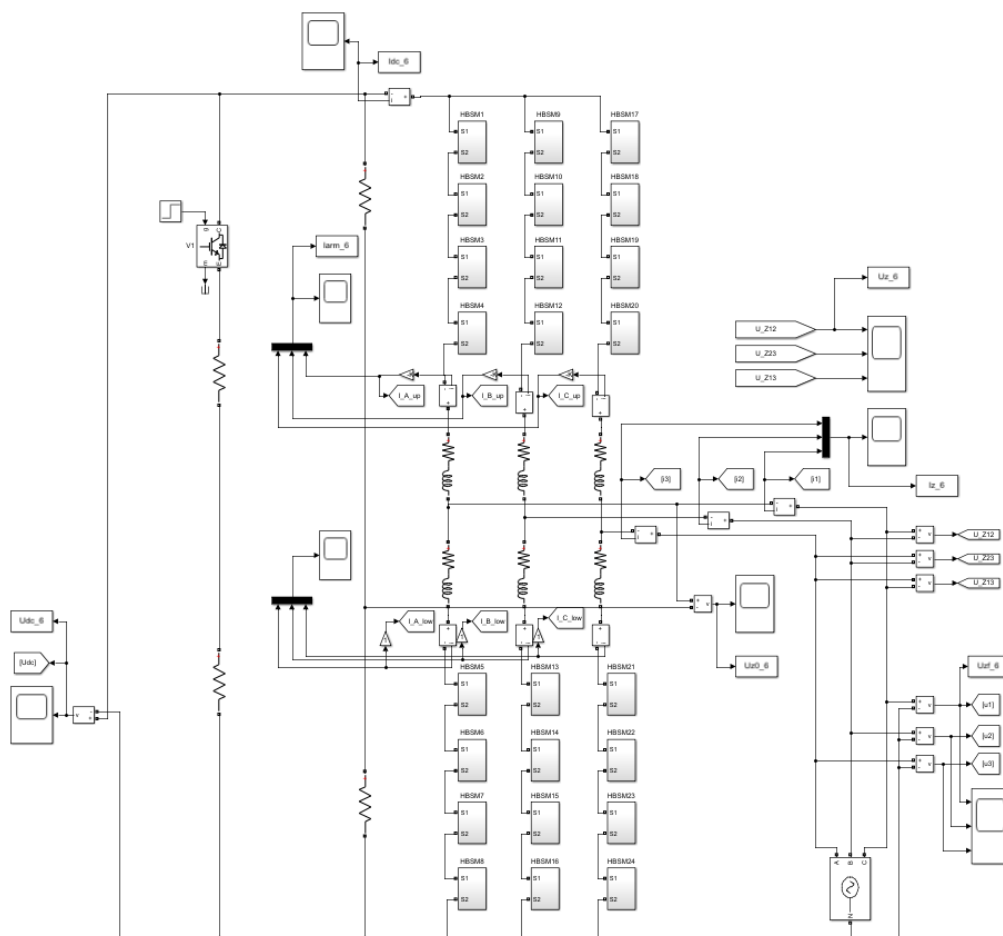 Idc_6
HBSM1 HBSM9 HBSM17
S1 S1 S1
S2 S2 S2
HBSM2 HBSM10 HBSM18
S1 S1 S1
S2 S2 S2
g C
V1
m E
Iarm_6
HBSM3 HBSM11 HBSM19
S1 S1 S1
S2 S2 S2
HBSM4 HBSM12 HBSM20
S1 S1 S1
S2 S2 S2
Uz_6
U_Z12
U_Z23
U_Z13
I_A_up I_B_up I_C_up
[i3] [i2] [i1]
Iz_6
U_Z12
U_Z23
U_Z13
I_A_low I_B_low I_C_low
Udc_6
[Udc]
Uz0_6
Uzf_6
[u1]
[u2]
[u3]
HBSM5 HBSM13 HBSM21
S1 S1 S1
S2 S2 S2
HBSM6 HBSM14 HBSM22
S1 S1 S1
S2 S2 S2
HBSM7 HBSM15 HBSM23
S1 S1 S1
S2 S2 S2
HBSM8 HBSM16 HBSM24
S1 S1 S1
S2 S2 S2
A B C
N